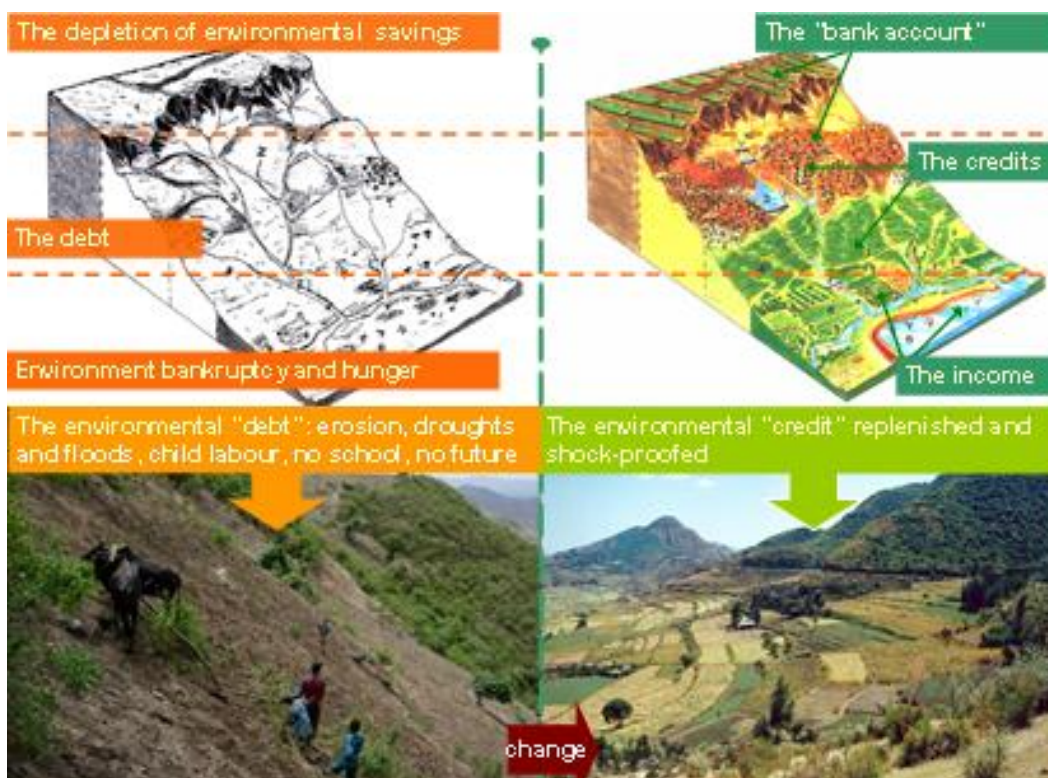 The depletion of environmental savings
The "bank account"
The credits
The debt
Environment bankruptcy and hunger
The income
The environmental "debt": erosion, droughts
and floods, child labour, no school, no future
The environmental "credit" replenished and
shock-proofed
change